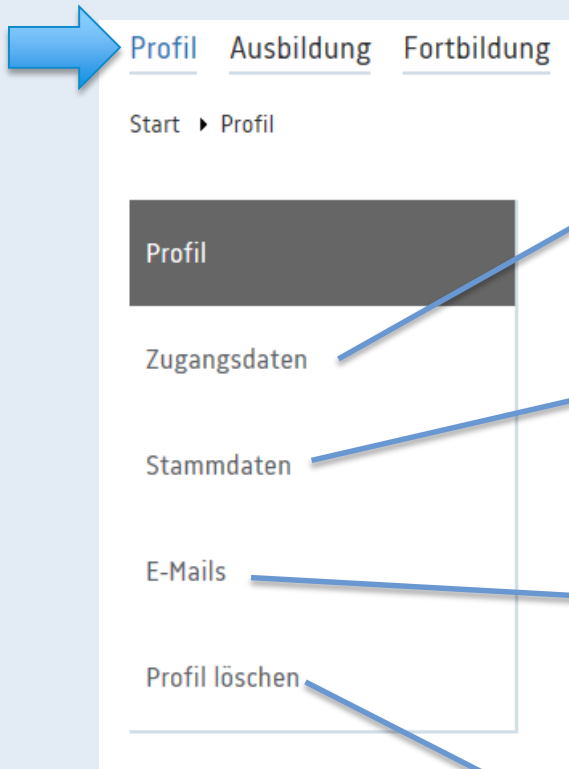 Profil Ausbildung Fortbildung
Start ▸ Profil
Profil
Zugangsdaten
Stammdaten
E-Mails
Profil löschen